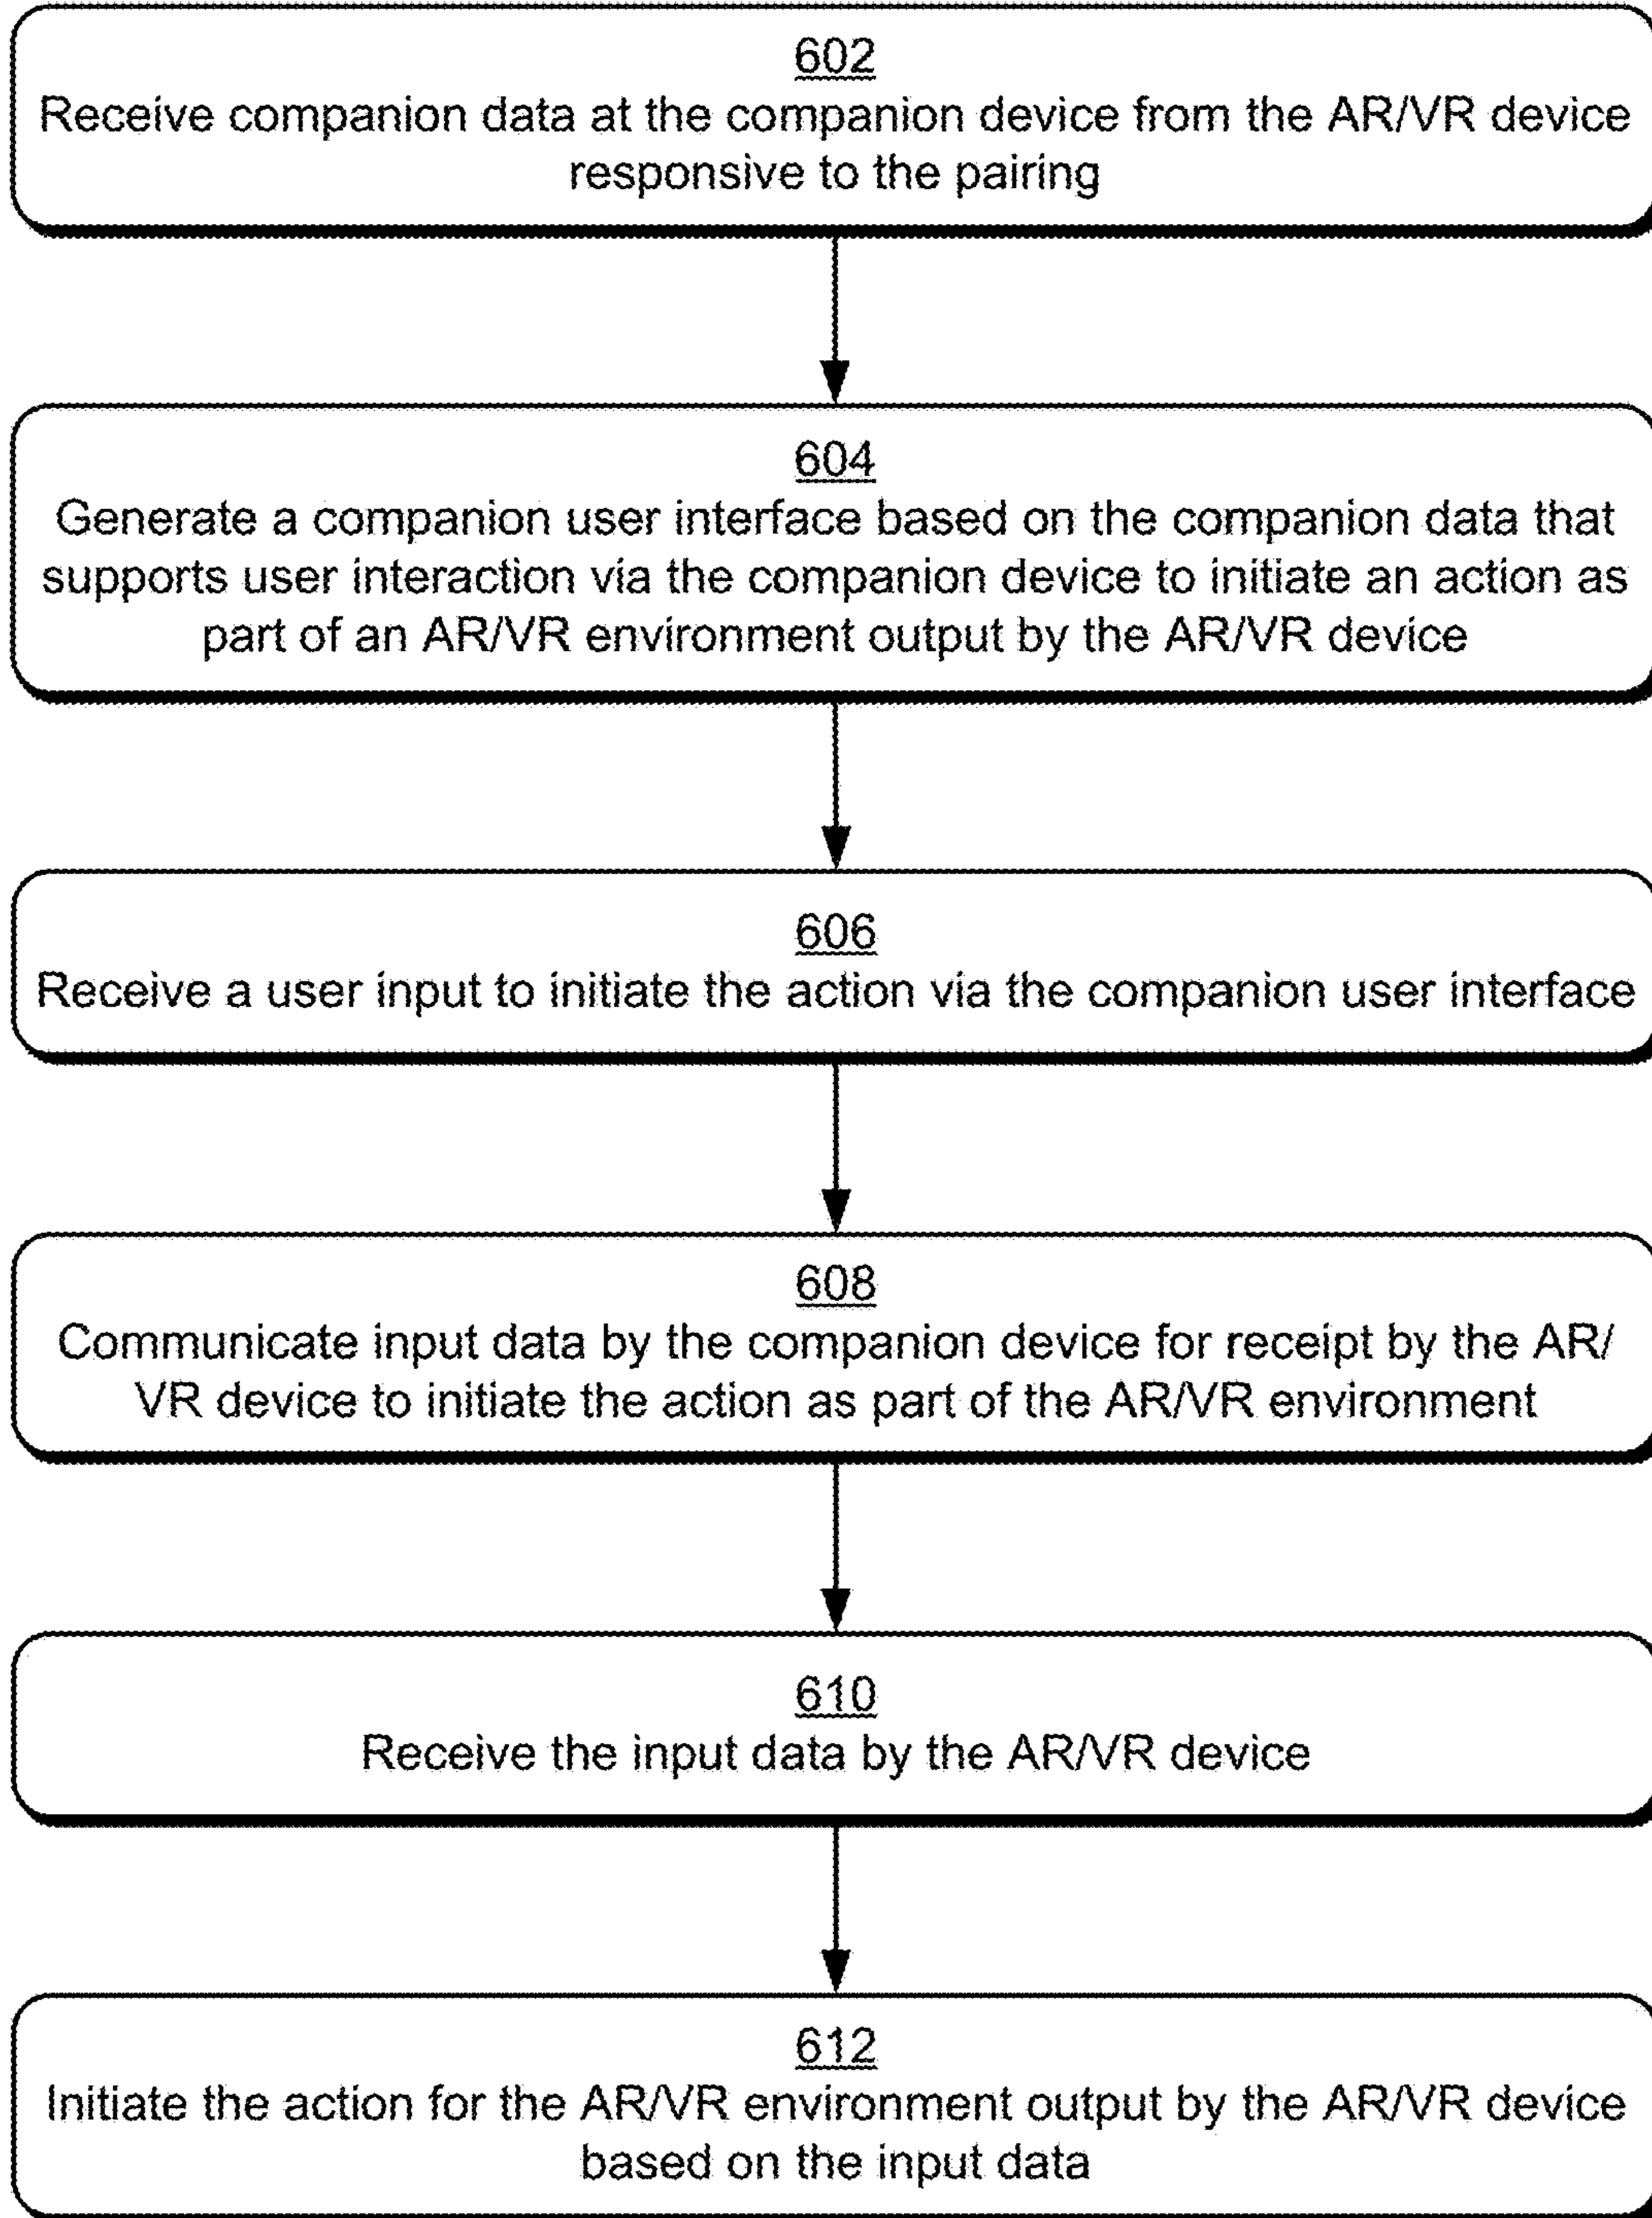 602
Receive companion data at the companion device from the AR/VR device
responsive to the pairing
604
Generate a companion user interface based on the companion data that
supports user interaction via the companion device to initiate an action as
part of an AR/VR environment output by the AR/VR device
606
Receive a user input to initiate the action via the companion user interface
608
Communicate input data by the companion device for receipt by the AR/
VR device to initiate the action as part of the AR/VR environment
610
Receive the input data by the AR/VR device
612
Initiate the action for the AR/VR environment output by the AR/VR device
based on the input data